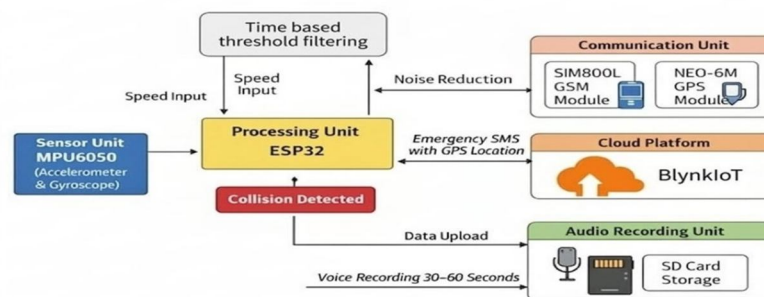 Time based
threshold filtering
Speed Input
Speed
Input
Noise Reduction
Communication Unit
SIM800L
GSM
Module
NEO-6M
GPS
Module
Sensor Unit
MPU6050
(Accelerometer
& Gyroscope)
Processing Unit
ESP32
Emergency SMS
with GPS Location
Cloud Platform
BlynkIoT
Collision Detected
Data Upload
Audio Recording Unit
Voice Recording 30–60 Seconds
SD Card
Storage